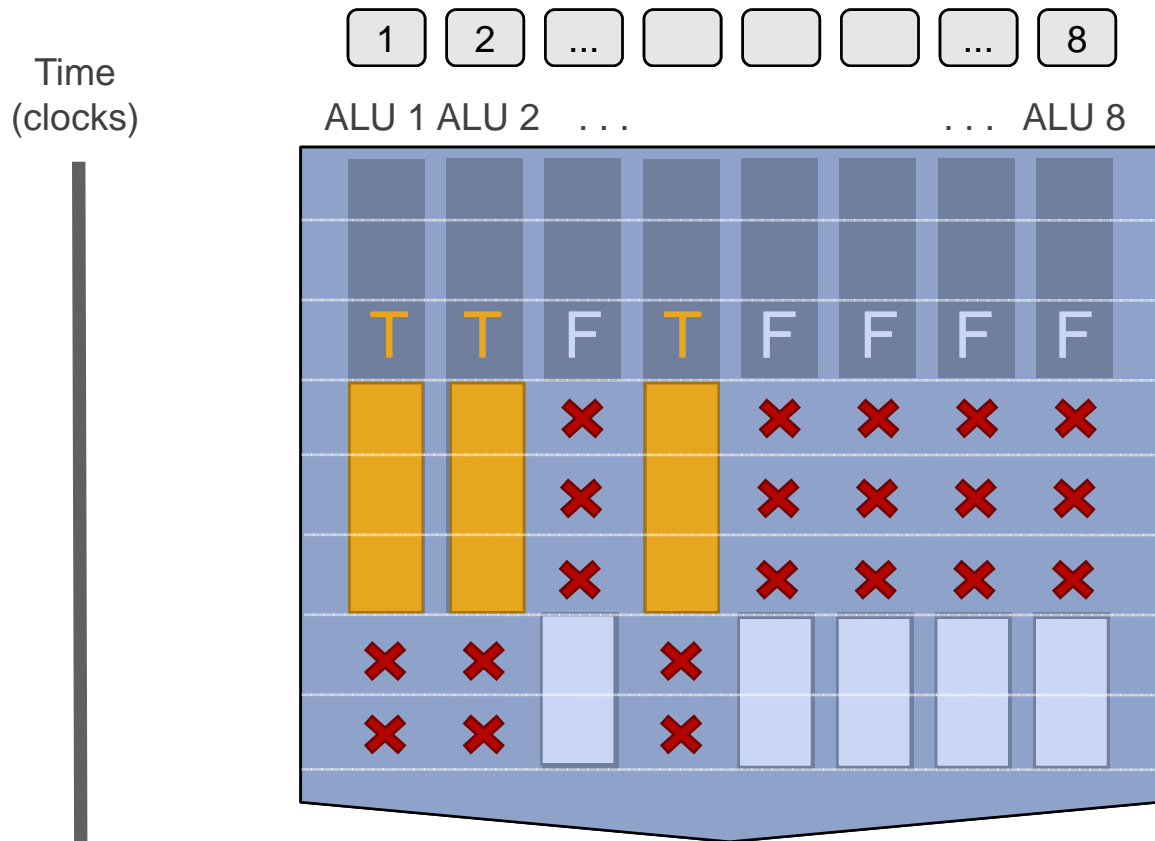 1 2 ... ... 8
Time
(clocks)
ALU 1 ALU 2 . . . . . . ALU 8
T T F T F F F F